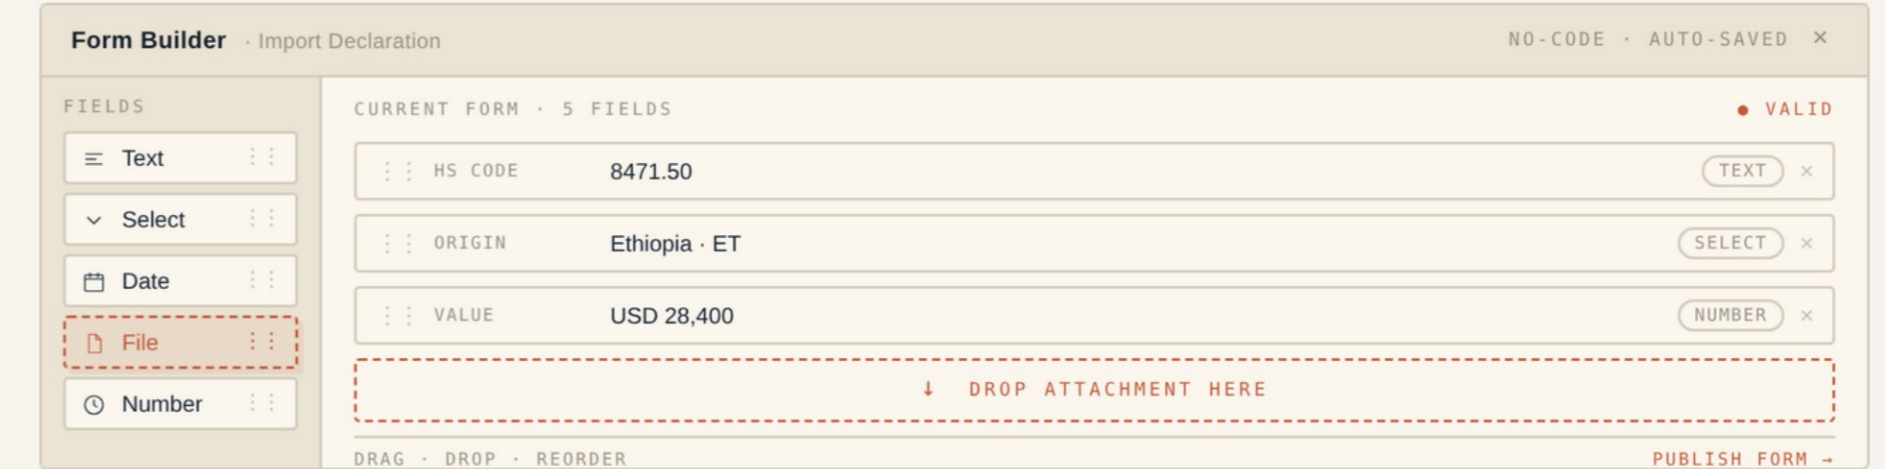 Form Builder · Import Declaration
NO-CODE · AUTO-SAVED ×
FIELDS
Text
Select
Date
File
Number
CURRENT FORM · 5 FIELDS
● VALID
HS CODE 8471.50 TEXT ×
ORIGIN Ethiopia · ET SELECT ×
VALUE USD 28,400 NUMBER ×
↓ DROP ATTACHMENT HERE
DRAG · DROP · REORDER
PUBLISH FORM →